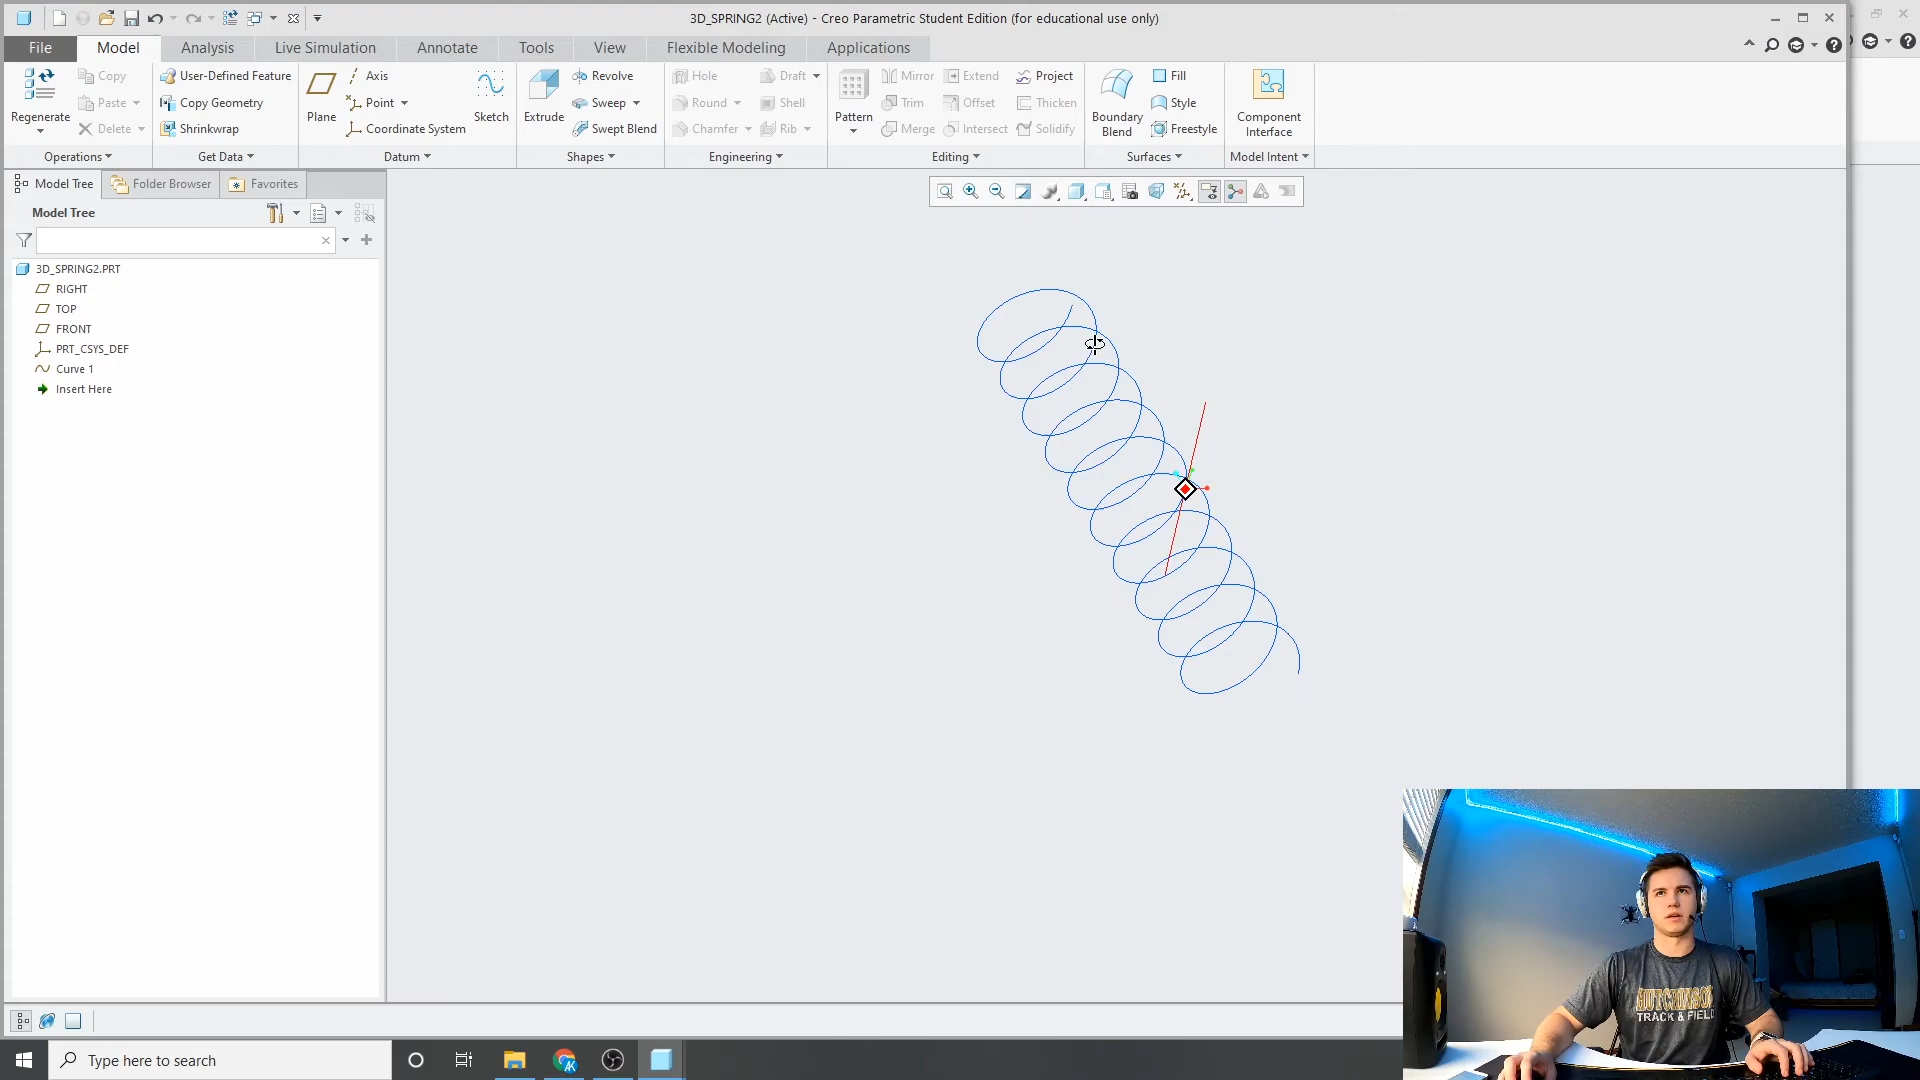 3D_SPRING2 (Active) - Creo Parametric Student Edition (for educational use only)
File
Model
Analysis
Live Simulation
Annotate
Tools
View
Flexible Modeling
Applications
Regenerate
Copy
Paste
Delete
Operations
User-Defined Feature
Copy Geometry
Shrinkwrap
Get Data
Plane
Axis
Point
Coordinate System
Sketch
Datum
Extrude
Revolve
Sweep
Swept Blend
Shapes
Hole
Round
Chamfer
Draft
Shell
Rib
Engineering
Pattern
Mirror
Trim
Merge
Extend
Offset
Intersect
Project
Thicken
Solidify
Editing
Boundary
Blend
Fill
Style
Freestyle
Surfaces
Component
Interface
Model Intent
Model Tree
Folder Browser
Favorites
Model Tree
3D_SPRING2.PRT
RIGHT
TOP
FRONT
PRT_CSYS_DEF
Curve 1
Insert Here
HUTCHINSON
TRACK & FIELD
Type here to search
AK